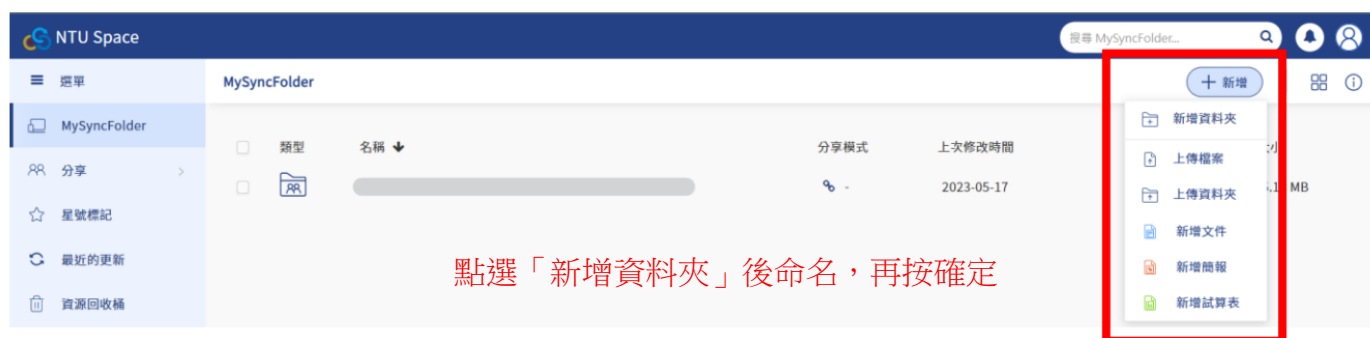 NTU Space
搜尋 MySyncFolder...
選單
MySyncFolder
＋ 新增
MySyncFolder
新增資料夾
類型
名稱
分享模式
上次修改時間
上傳檔案
分享
-
2023-05-17
MB
上傳資料夾
星號標記
新增文件
最近的更新
點選「新增資料夾」後命名，再按確定
新增簡報
資源回收桶
新增試算表